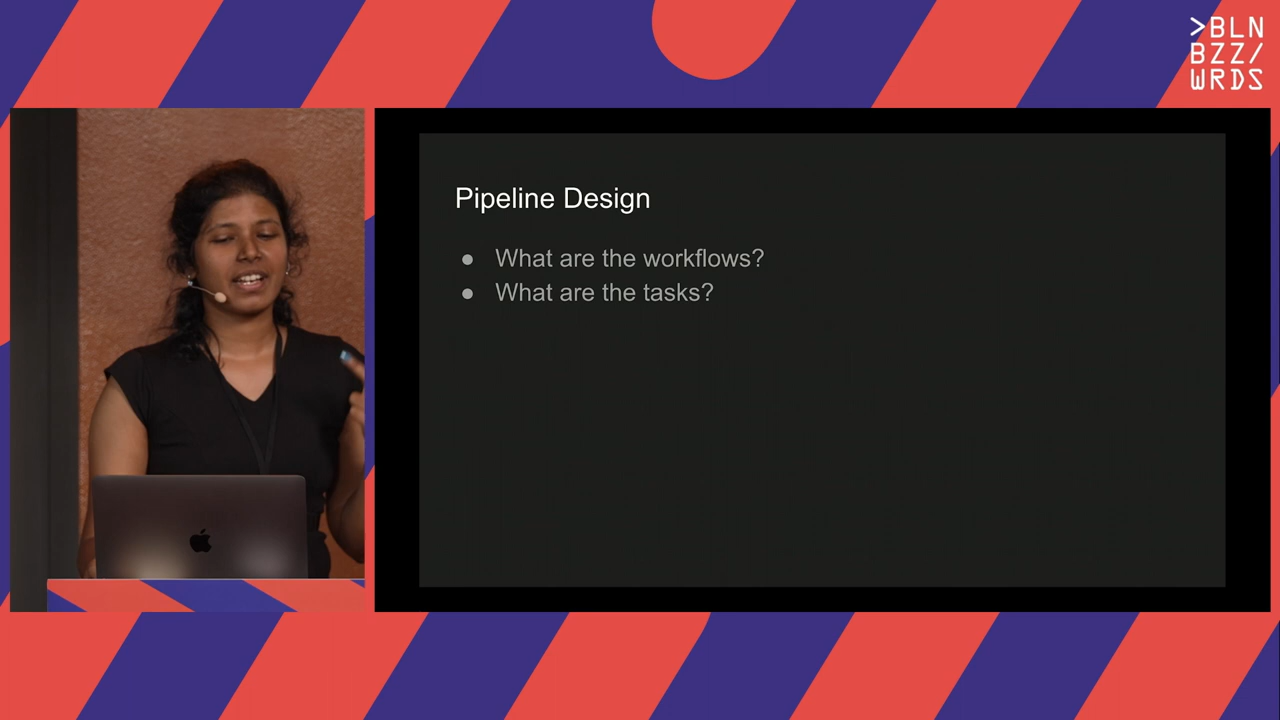 >BLN
BZZ/
WRDS
Pipeline Design
● What are the workflows?
● What are the tasks?